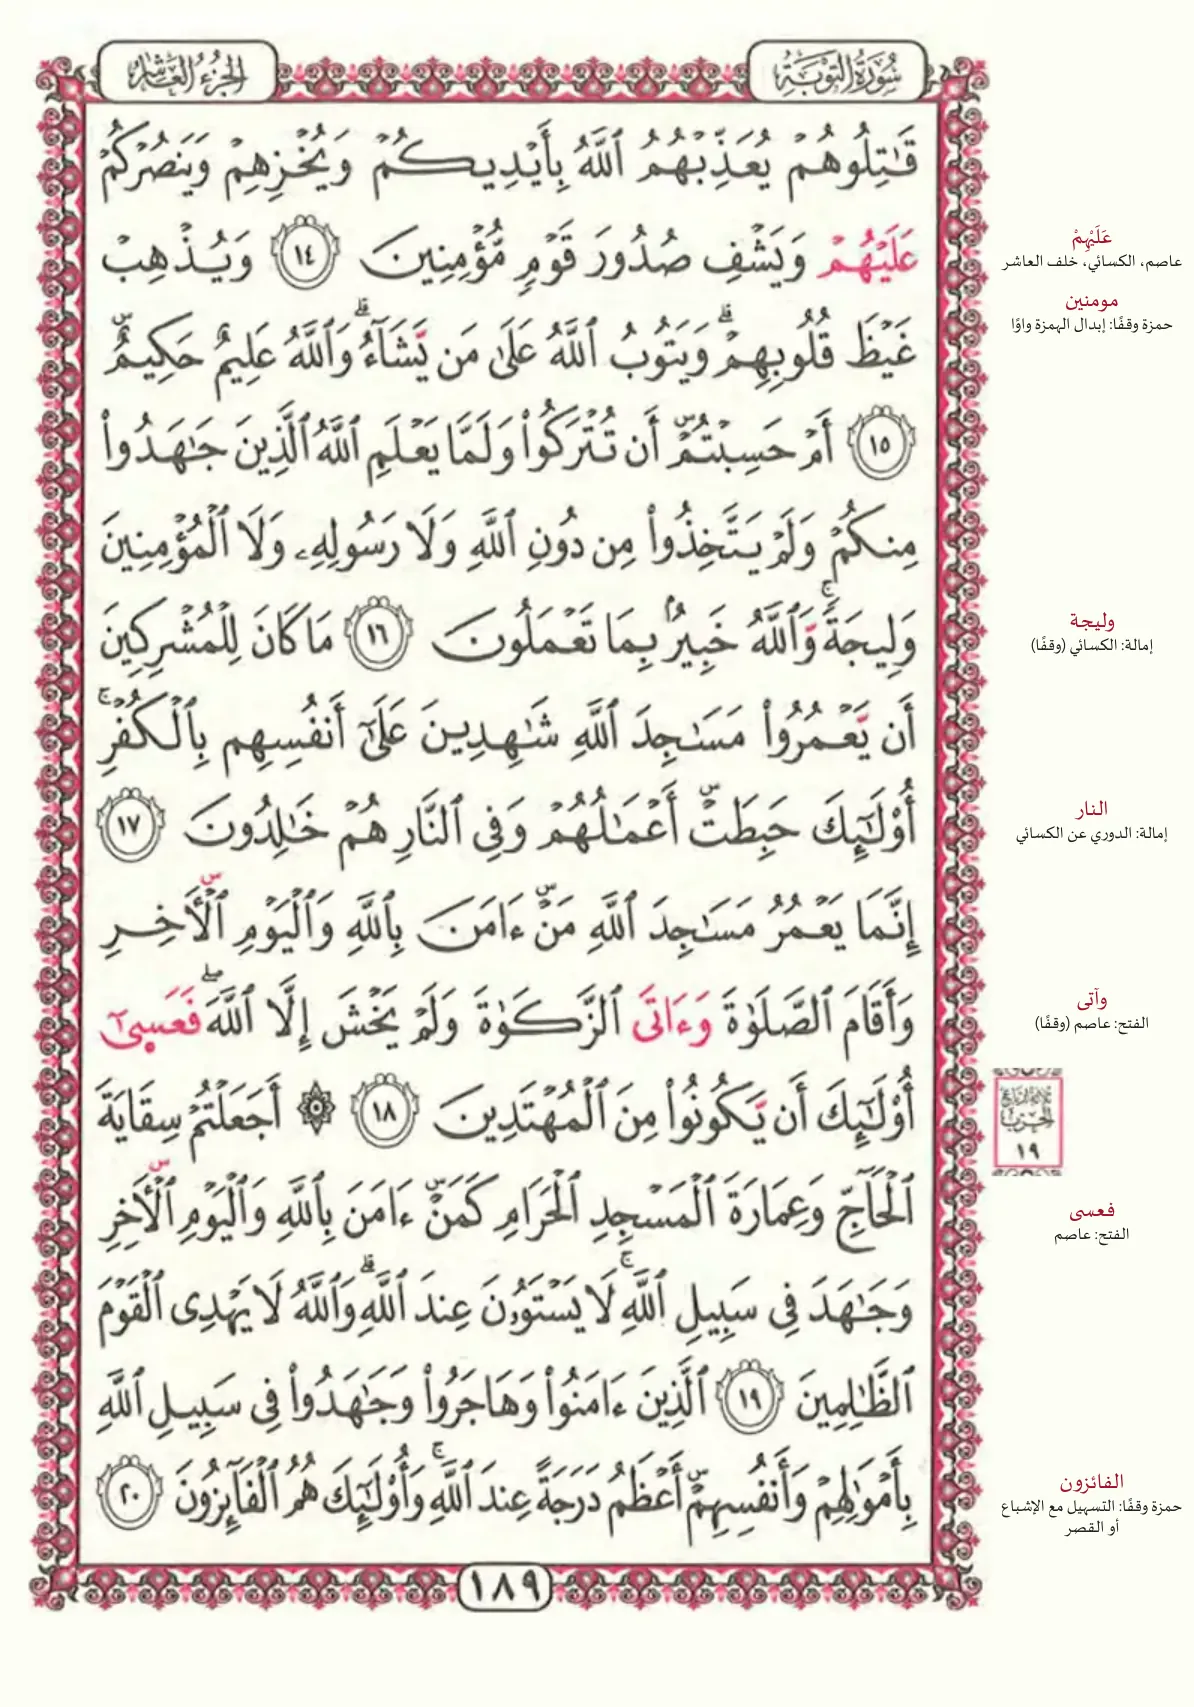 سُورَةُ التَّوْبَةِ
الجُزْءُ العَاشِرُ
قَٰتِلُوهُمْ يُعَذِّبْهُمُ ٱللَّهُ بِأَيْدِيكُمْ وَيُخْزِهِمْ وَيَنصُرْكُمْ
عَلَيْهُمْ وَيَشْفِ صُدُورَ قَوْمٍ مُّؤْمِنِينَ ١٤ وَيُذْهِبْ
غَيْظَ قُلُوبِهِمْ ۗ وَيَتُوبُ ٱللَّهُ عَلَىٰ مَن يَّشَآءُ ۗ وَٱللَّهُ عَلِيمٌ حَكِيمٌ
١٥ أَمْ حَسِبْتُمْ أَن تُتْرَكُوا۟ وَلَمَّا يَعْلَمِ ٱللَّهُ ٱلَّذِينَ جَٰهَدُوا۟
مِنكُمْ وَلَمْ يَتَّخِذُوا۟ مِن دُونِ ٱللَّهِ وَلَا رَسُولِهِۦ وَلَا ٱلْمُؤْمِنِينَ
وَلِيجَةً ۚ وَّٱللَّهُ خَبِيرٌۢ بِمَا تَعْمَلُونَ ١٦ مَا كَانَ لِلْمُشْرِكِينَ
أَن يَّعْمُرُوا۟ مَسَٰجِدَ ٱللَّهِ شَٰهِدِينَ عَلَىٰٓ أَنفُسِهِم بِٱلْكُفْرِ ۚ
أُو۟لَٰٓئِكَ حَبِطَتْ أَعْمَٰلُهُمْ وَفِى ٱلنَّارِ هُمْ خَٰلِدُونَ ١٧
إِنَّمَا يَعْمُرُ مَسَٰجِدَ ٱللَّهِ مَنْ ءَامَنَ بِٱللَّهِ وَٱلْيَوْمِ ٱلْأَخِرِ
وَأَقَامَ ٱلصَّلَوٰةَ وَءَاتَى ٱلزَّكَوٰةَ وَلَمْ يَخْشَ إِلَّا ٱللَّهَ ۖ فَعَسَىٰٓ
أُو۟لَٰٓئِكَ أَن يَّكُونُوا۟ مِنَ ٱلْمُهْتَدِينَ ١٨ ۞ أَجَعَلْتُمْ سِقَايَةَ
ٱلْحَآجِّ وَعِمَارَةَ ٱلْمَسْجِدِ ٱلْحَرَامِ كَمَنْ ءَامَنَ بِٱللَّهِ وَٱلْيَوْمِ ٱلْأَخِرِ
وَجَٰهَدَ فِى سَبِيلِ ٱللَّهِ ۚ لَا يَسْتَوُۥنَ عِندَ ٱللَّهِ ۗ وَٱللَّهُ لَا يَهْدِى ٱلْقَوْمَ
ٱلظَّٰلِمِينَ ١٩ ٱلَّذِينَ ءَامَنُوا۟ وَهَاجَرُوا۟ وَجَٰهَدُوا۟ فِى سَبِيلِ ٱللَّهِ
بِأَمْوَٰلِهِمْ وَأَنفُسِهِمْ أَعْظَمُ دَرَجَةً عِندَ ٱللَّهِ ۚ وَأُو۟لَٰٓئِكَ هُمُ ٱلْفَآئِزُونَ ٢٠
١٨٩
عَلَيْهِمْ
عاصم، الكسائي، خلف العاشر
مومنين
حمزة وقفًا: إبدال الهمزة واوًا
وليجة
إمالة: الكسائي (وقفًا)
النار
إمالة: الدوري عن الكسائي
وآتى
الفتح: عاصم (وقفًا)
ثلاثة أرباع
الحزب
١٩
فعسى
الفتح: عاصم
الفائزون
حمزة وقفًا: التسهيل مع الإشباع
أو القصر